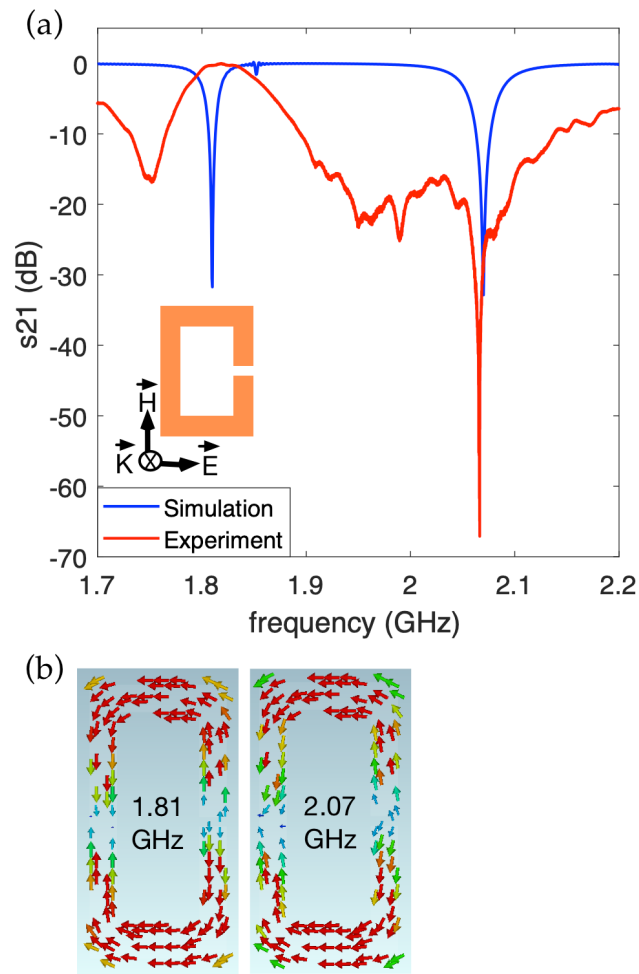 (a)
0
-10
-20
-30
-40
-50
-60
-70
s21 (dB)
H
K
E
Simulation
Experiment
1.7
1.8
1.9
2
2.1
2.2
frequency (GHz)
(b)
1.81
GHz
2.07
GHz